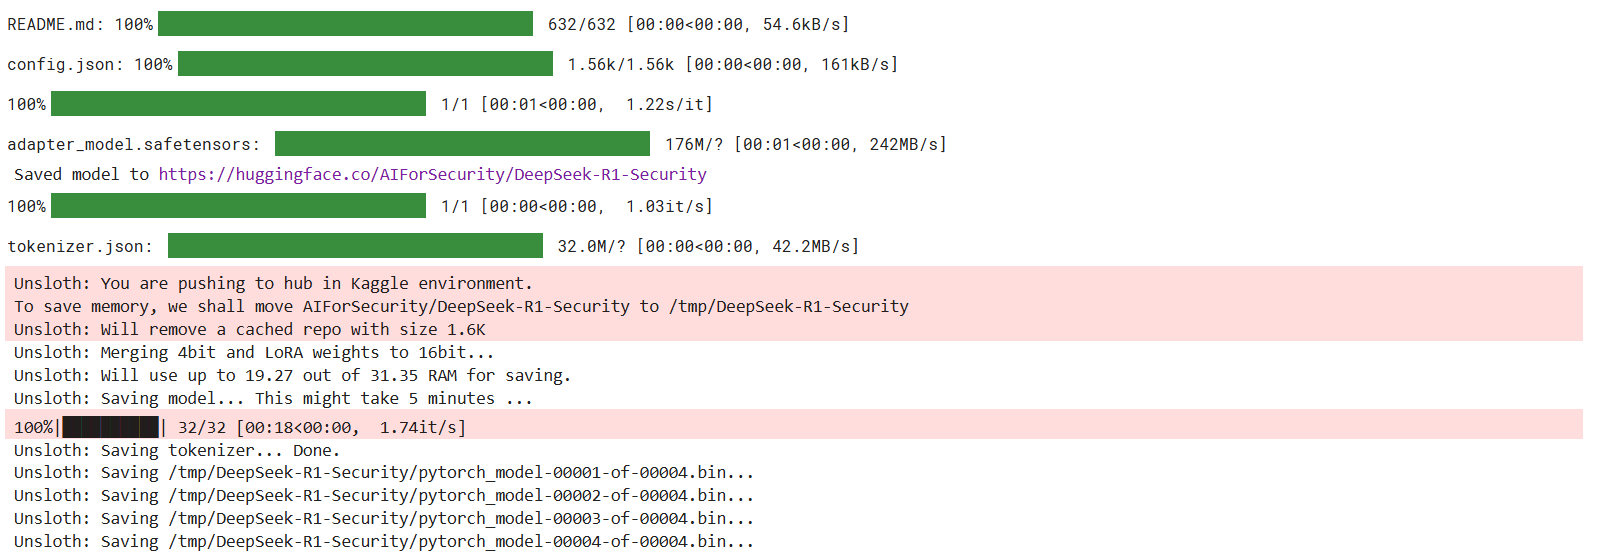 README.md: 100% 632/632 [00:00<00:00, 54.6kB/s]
config.json: 100% 1.56k/1.56k [00:00<00:00, 161kB/s]
100% 1/1 [00:01<00:00, 1.22s/it]
adapter_model.safetensors: 176M/? [00:01<00:00, 242MB/s]
Saved model to https://huggingface.co/AIForSecurity/DeepSeek-R1-Security
100% 1/1 [00:00<00:00, 1.03it/s]
tokenizer.json: 32.0M/? [00:00<00:00, 42.2MB/s]
Unsloth: You are pushing to hub in Kaggle environment.
To save memory, we shall move AIForSecurity/DeepSeek-R1-Security to /tmp/DeepSeek-R1-Security
Unsloth: Will remove a cached repo with size 1.6K
Unsloth: Merging 4bit and LoRA weights to 16bit...
Unsloth: Will use up to 19.27 out of 31.35 RAM for saving.
Unsloth: Saving model... This might take 5 minutes ...
100%|██████████| 32/32 [00:18<00:00, 1.74it/s]
Unsloth: Saving tokenizer... Done.
Unsloth: Saving /tmp/DeepSeek-R1-Security/pytorch_model-00001-of-00004.bin...
Unsloth: Saving /tmp/DeepSeek-R1-Security/pytorch_model-00002-of-00004.bin...
Unsloth: Saving /tmp/DeepSeek-R1-Security/pytorch_model-00003-of-00004.bin...
Unsloth: Saving /tmp/DeepSeek-R1-Security/pytorch_model-00004-of-00004.bin...